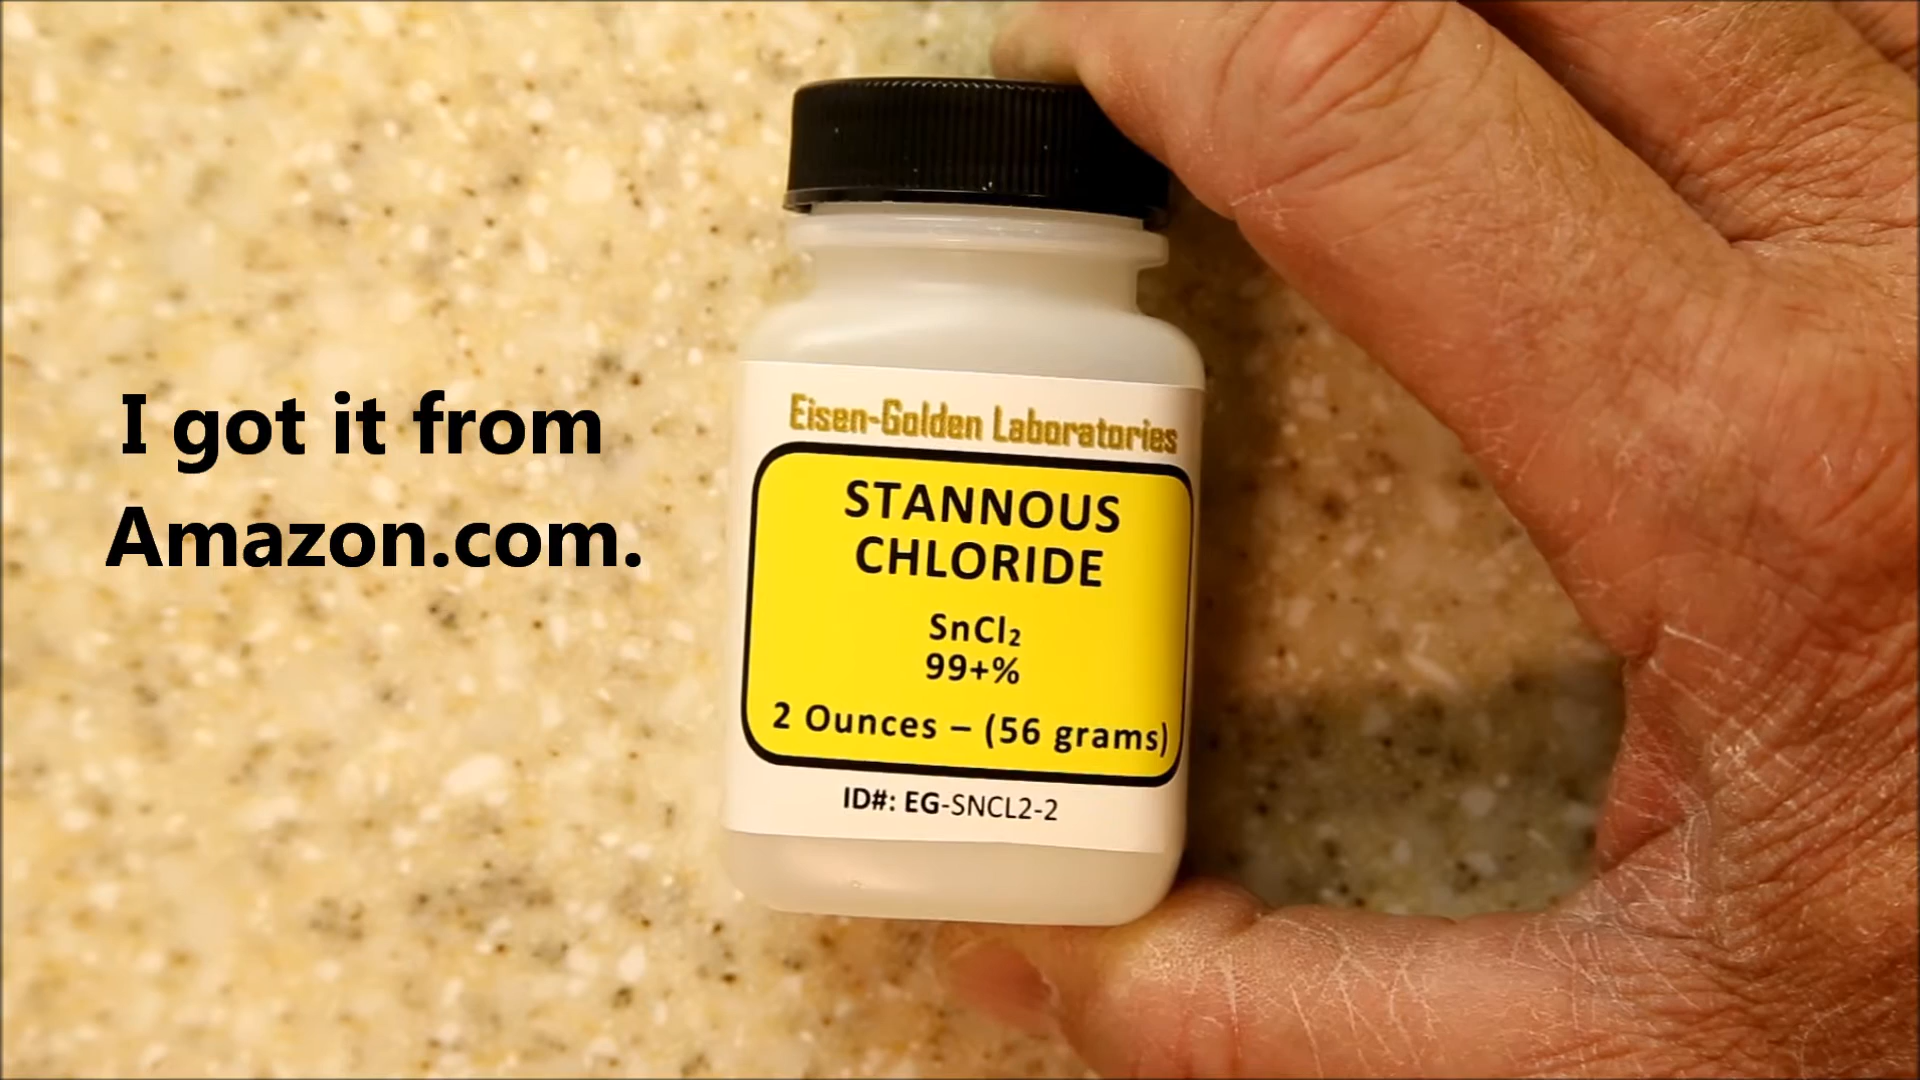 I got it from
Amazon.com.
Eisen-Golden Laboratories
STANNOUS
CHLORIDE
SnCl₂
99+%
2 Ounces – (56 grams)
ID#: EG-SNCL2-2